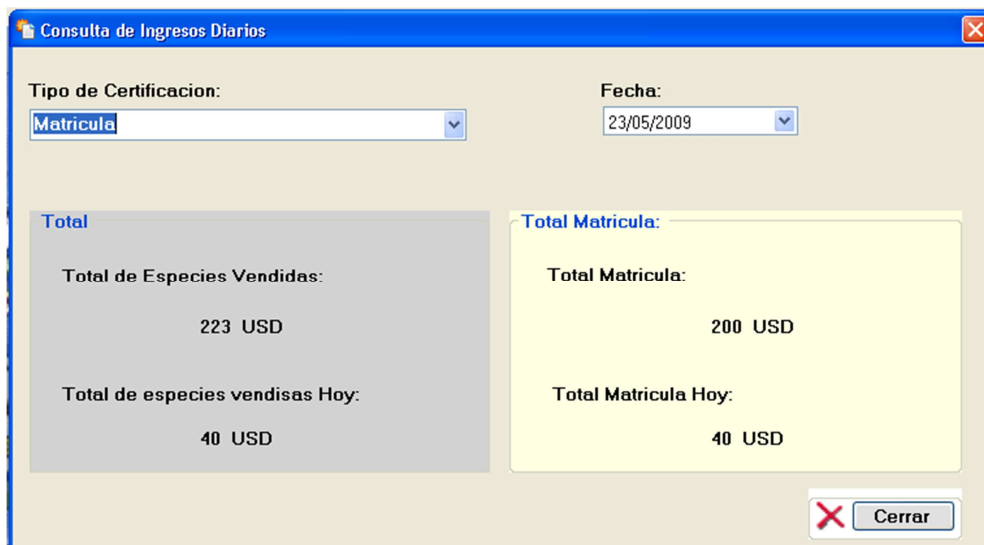 Consulta de Ingresos Diarios
Tipo de Certificacion:
Fecha:
Matricula
23/05/2009
Total
Total de Especies Vendidas:
223 USD
Total de especies vendisas Hoy:
40 USD
Total Matricula:
Total Matricula:
200 USD
Total Matricula Hoy:
40 USD
Cerrar